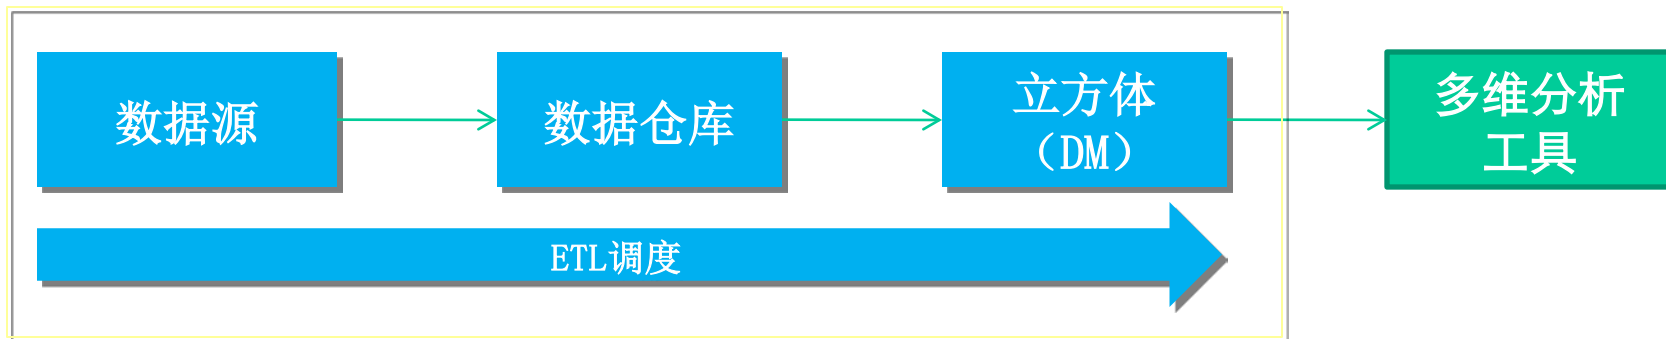 数据源
数据仓库
立方体
（DM）
多维分析
工具
ETL调度